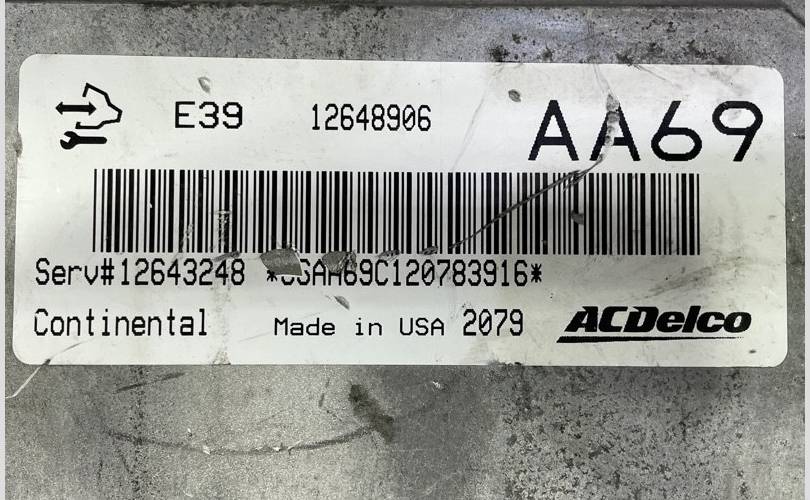 E39 12648906 AA69
Serv#12643248
Continental Made in USA 2079 ACDelco